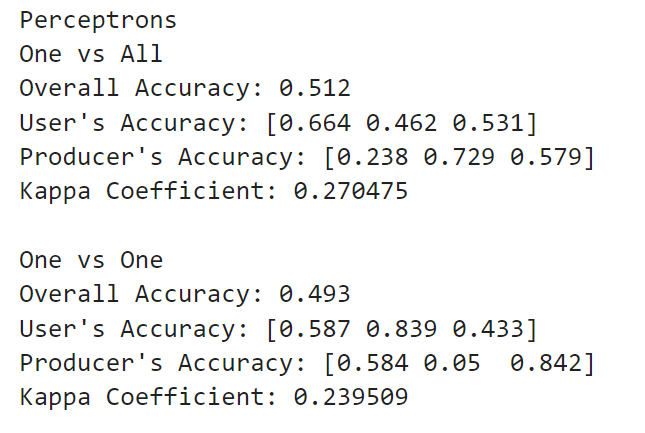 Perceptrons
One vs All
Overall Accuracy: 0.512
User's Accuracy: [0.664 0.462 0.531]
Producer's Accuracy: [0.238 0.729 0.579]
Kappa Coefficient: 0.270475

One vs One
Overall Accuracy: 0.493
User's Accuracy: [0.587 0.839 0.433]
Producer's Accuracy: [0.584 0.05  0.842]
Kappa Coefficient: 0.239509